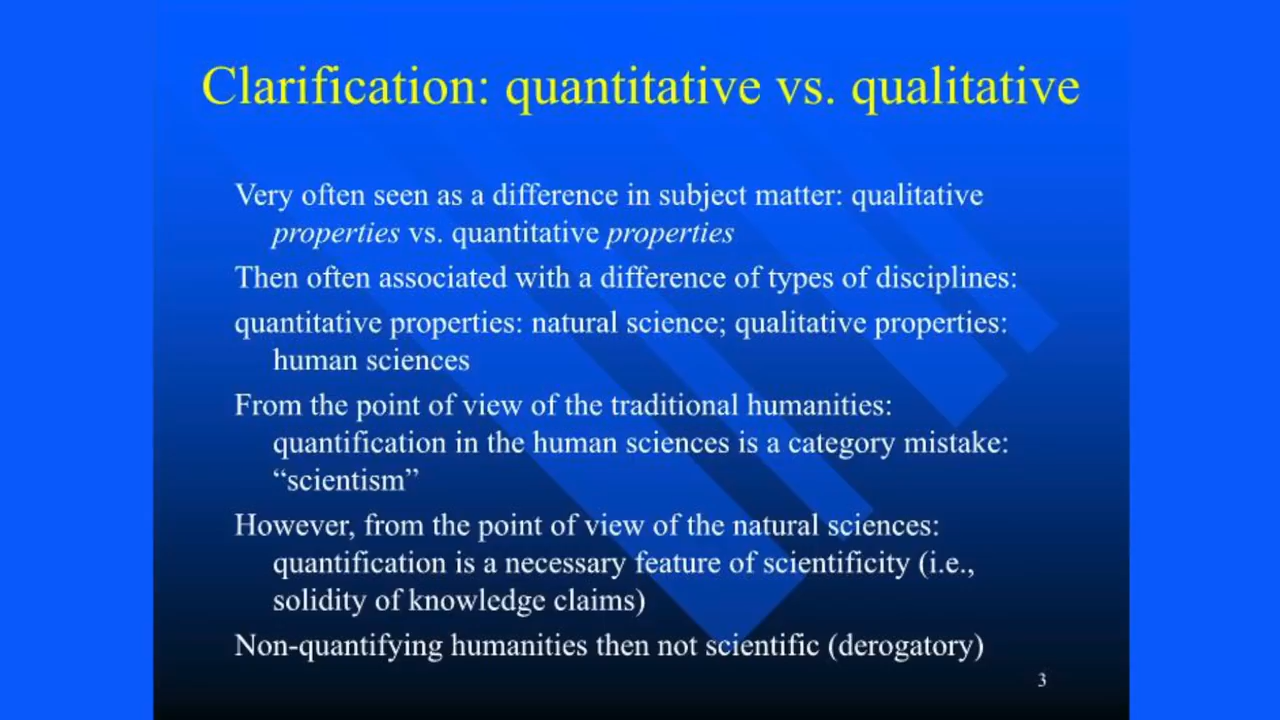 Clarification: quantitative vs. qualitative
Very often seen as a difference in subject matter: qualitative
properties vs. quantitative properties
Then often associated with a difference of types of disciplines:
quantitative properties: natural science; qualitative properties:
human sciences
From the point of view of the traditional humanities:
quantification in the human sciences is a category mistake:
“scientism”
However, from the point of view of the natural sciences:
quantification is a necessary feature of scientificity (i.e.,
solidity of knowledge claims)
Non-quantifying humanities then not scientific (derogatory)
3